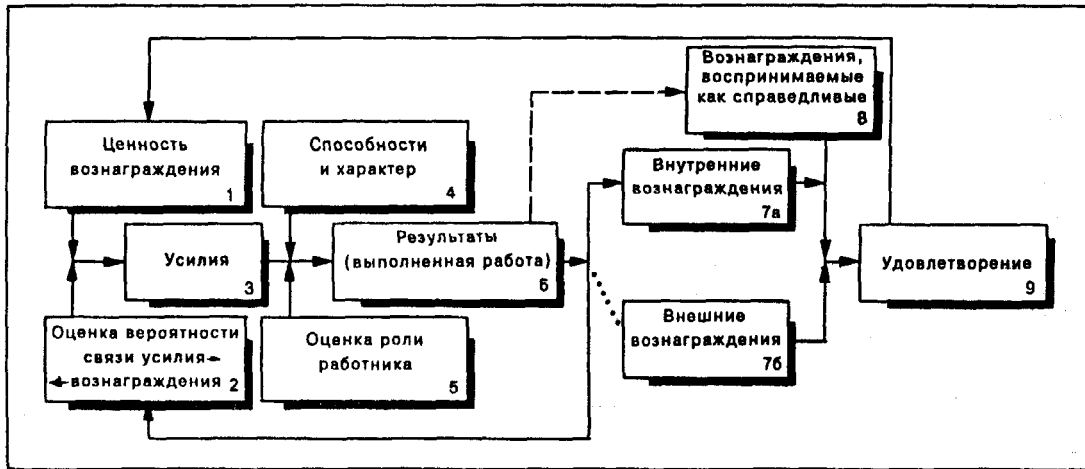 Ценность
вознаграждения
1
Способности
и характер
4
Вознаграждения,
воспринимаемые
как справедливые
8
Внутренние
вознаграждения
7а
Усилия
3
Результаты
(выполненная работа)
6
Удовлетворение
9
Оценка вероятности
связи усилия-
вознаграждения
2
Оценка роли
работника
5
Внешние
вознаграждения
7б